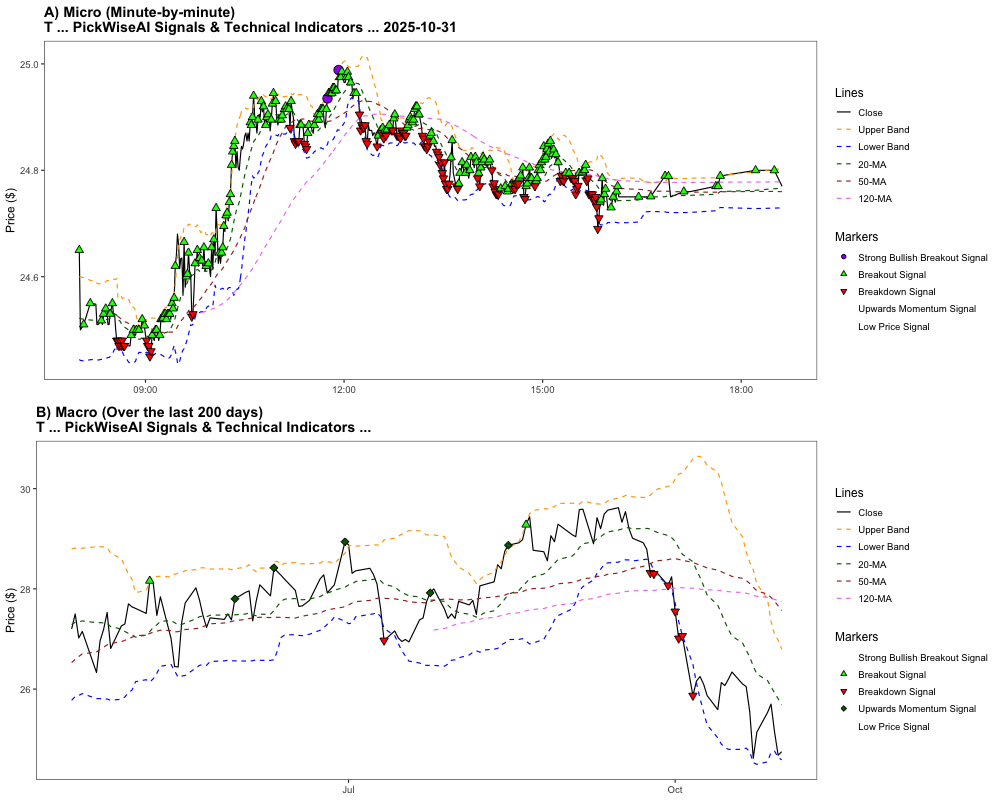 A) Micro (Minute-by-minute)
T ... PickWiseAI Signals & Technical Indicators ... 2025-10-31
25.0
24.8
24.6
Price ($)
09:00
12:00
15:00
18:00
Lines
Close
Upper Band
Lower Band
20-MA
50-MA
120-MA
Markers
Strong Bullish Breakout Signal
Breakout Signal
Breakdown Signal
Upwards Momentum Signal
Low Price Signal
B) Macro (Over the last 200 days)
T ... PickWiseAI Signals & Technical Indicators ...
30
28
26
Price ($)
Jul
Oct
Lines
Close
Upper Band
Lower Band
20-MA
50-MA
120-MA
Markers
Strong Bullish Breakout Signal
Breakout Signal
Breakdown Signal
Upwards Momentum Signal
Low Price Signal